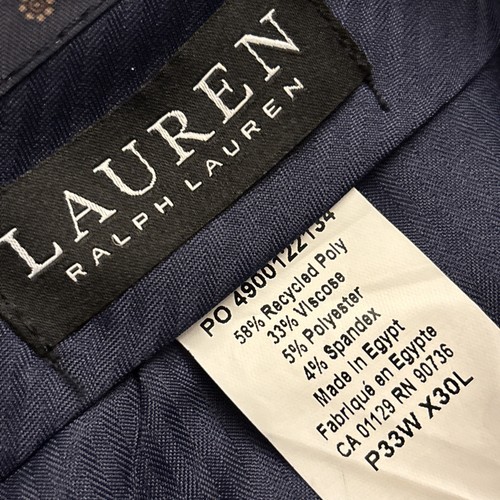 LAUREN
RALPH LAUREN
PO 4900122134
58% Recycled Poly
33% Viscose
5% Polyester
4% Spandex
Made in Egypt
Fabriqué en Egypte
CA 01129 RN 90736
P33W X30L